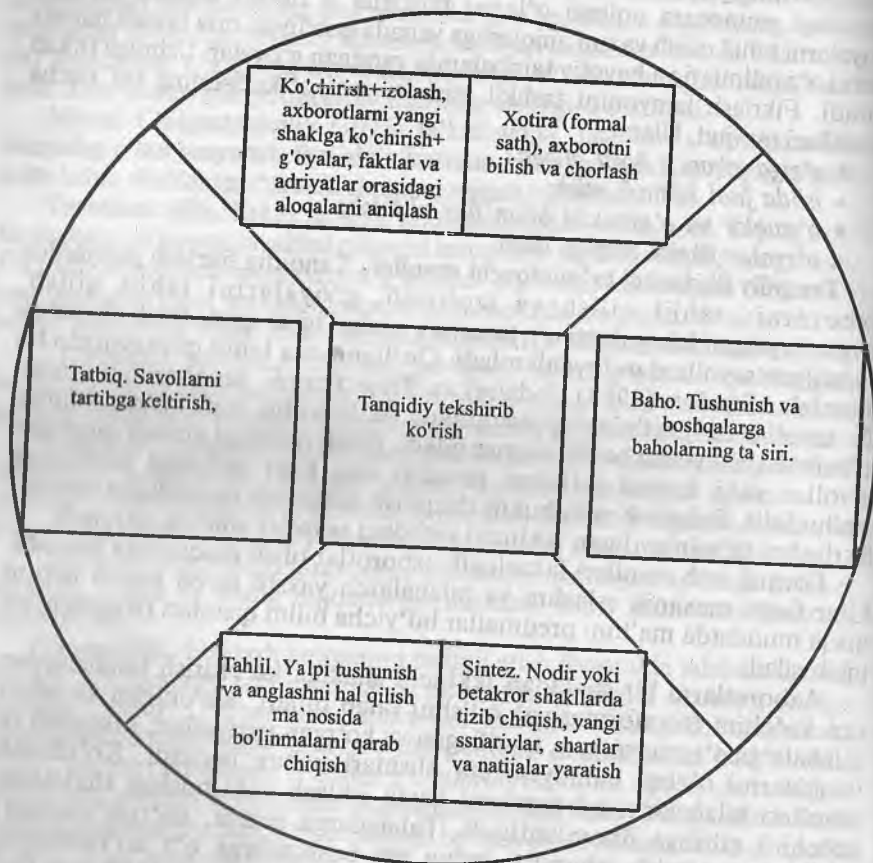 Ko'chirish+izolash,
axborotlarni yangi
shaklga ko'chirish+
g'oyalar, faktlar va
adriyatlar orasidagi
aloqalarni aniqlash
Xotira (formal
sath), axborotni
bilish va chorlash
Tatbiq. Savollarni
tartibga keltirish,
Tanqidiy tekshirib
ko'rish
Baho. Tushunish va
boshqalarga
baholarning ta`siri.
Tahlil. Yalpi tushunish
va anglashni hal qilish
ma`nosida
bo'linmalarni qarab
chiqish
Sintez. Nodir yoki
betakror shakllarda
tizib chiqish, yangi
ssnariylar, shartlar
va natijalar yaratish